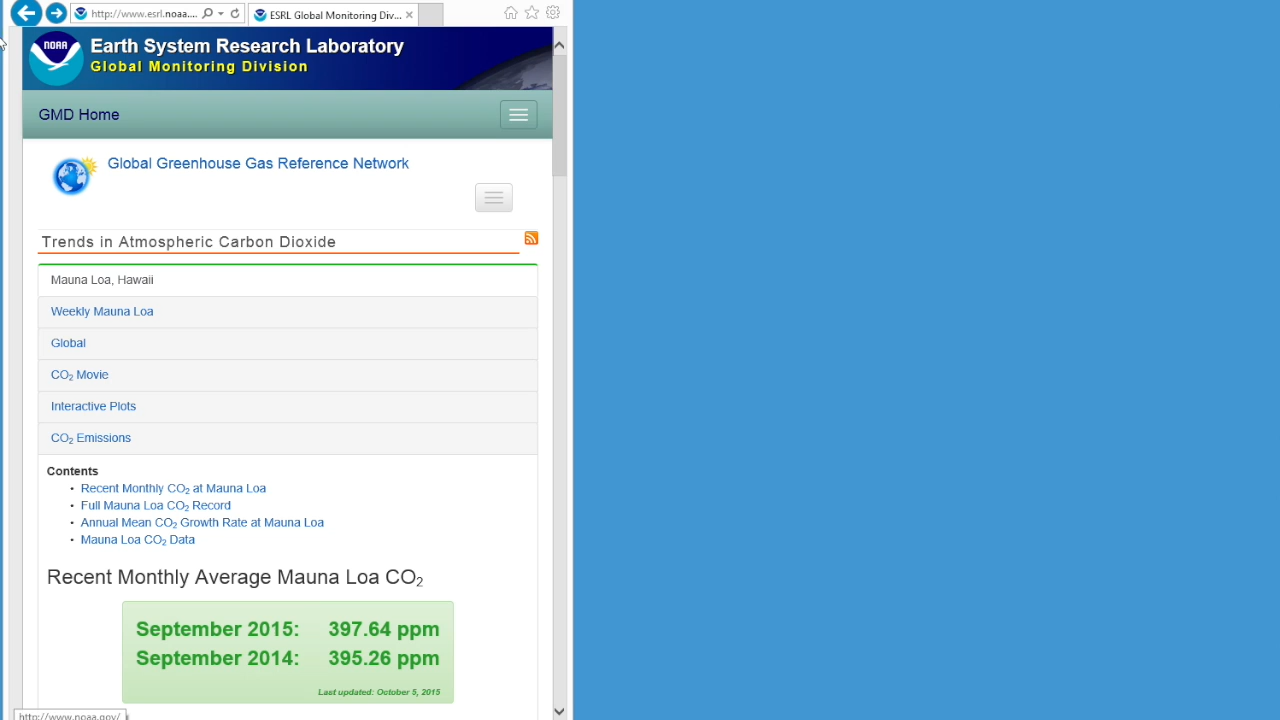 http://www.esrl.noaa....
ESRL Global Monitoring Div...
NOAA
Earth System Research Laboratory
Global Monitoring Division
GMD Home
Global Greenhouse Gas Reference Network
Trends in Atmospheric Carbon Dioxide
Mauna Loa, Hawaii
Weekly Mauna Loa
Global
CO₂ Movie
Interactive Plots
CO₂ Emissions
Contents
• Recent Monthly CO₂ at Mauna Loa
• Full Mauna Loa CO₂ Record
• Annual Mean CO₂ Growth Rate at Mauna Loa
• Mauna Loa CO₂ Data
Recent Monthly Average Mauna Loa CO₂
September 2015: 397.64 ppm
September 2014: 395.26 ppm
Last updated: October 5, 2015
http://www.noaa.gov/